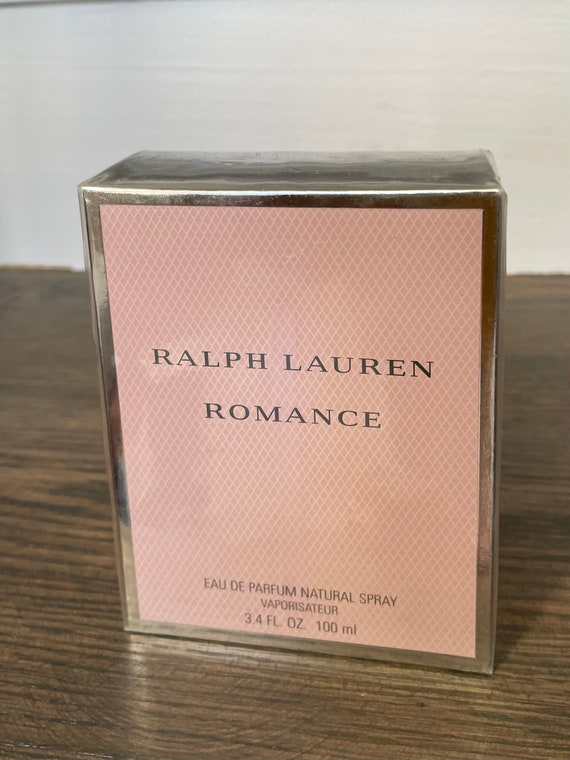 RALPH LAUREN
ROMANCE
EAU DE PARFUM NATURAL SPRAY
VAPORISATEUR
3.4 FL. OZ. 100 ml